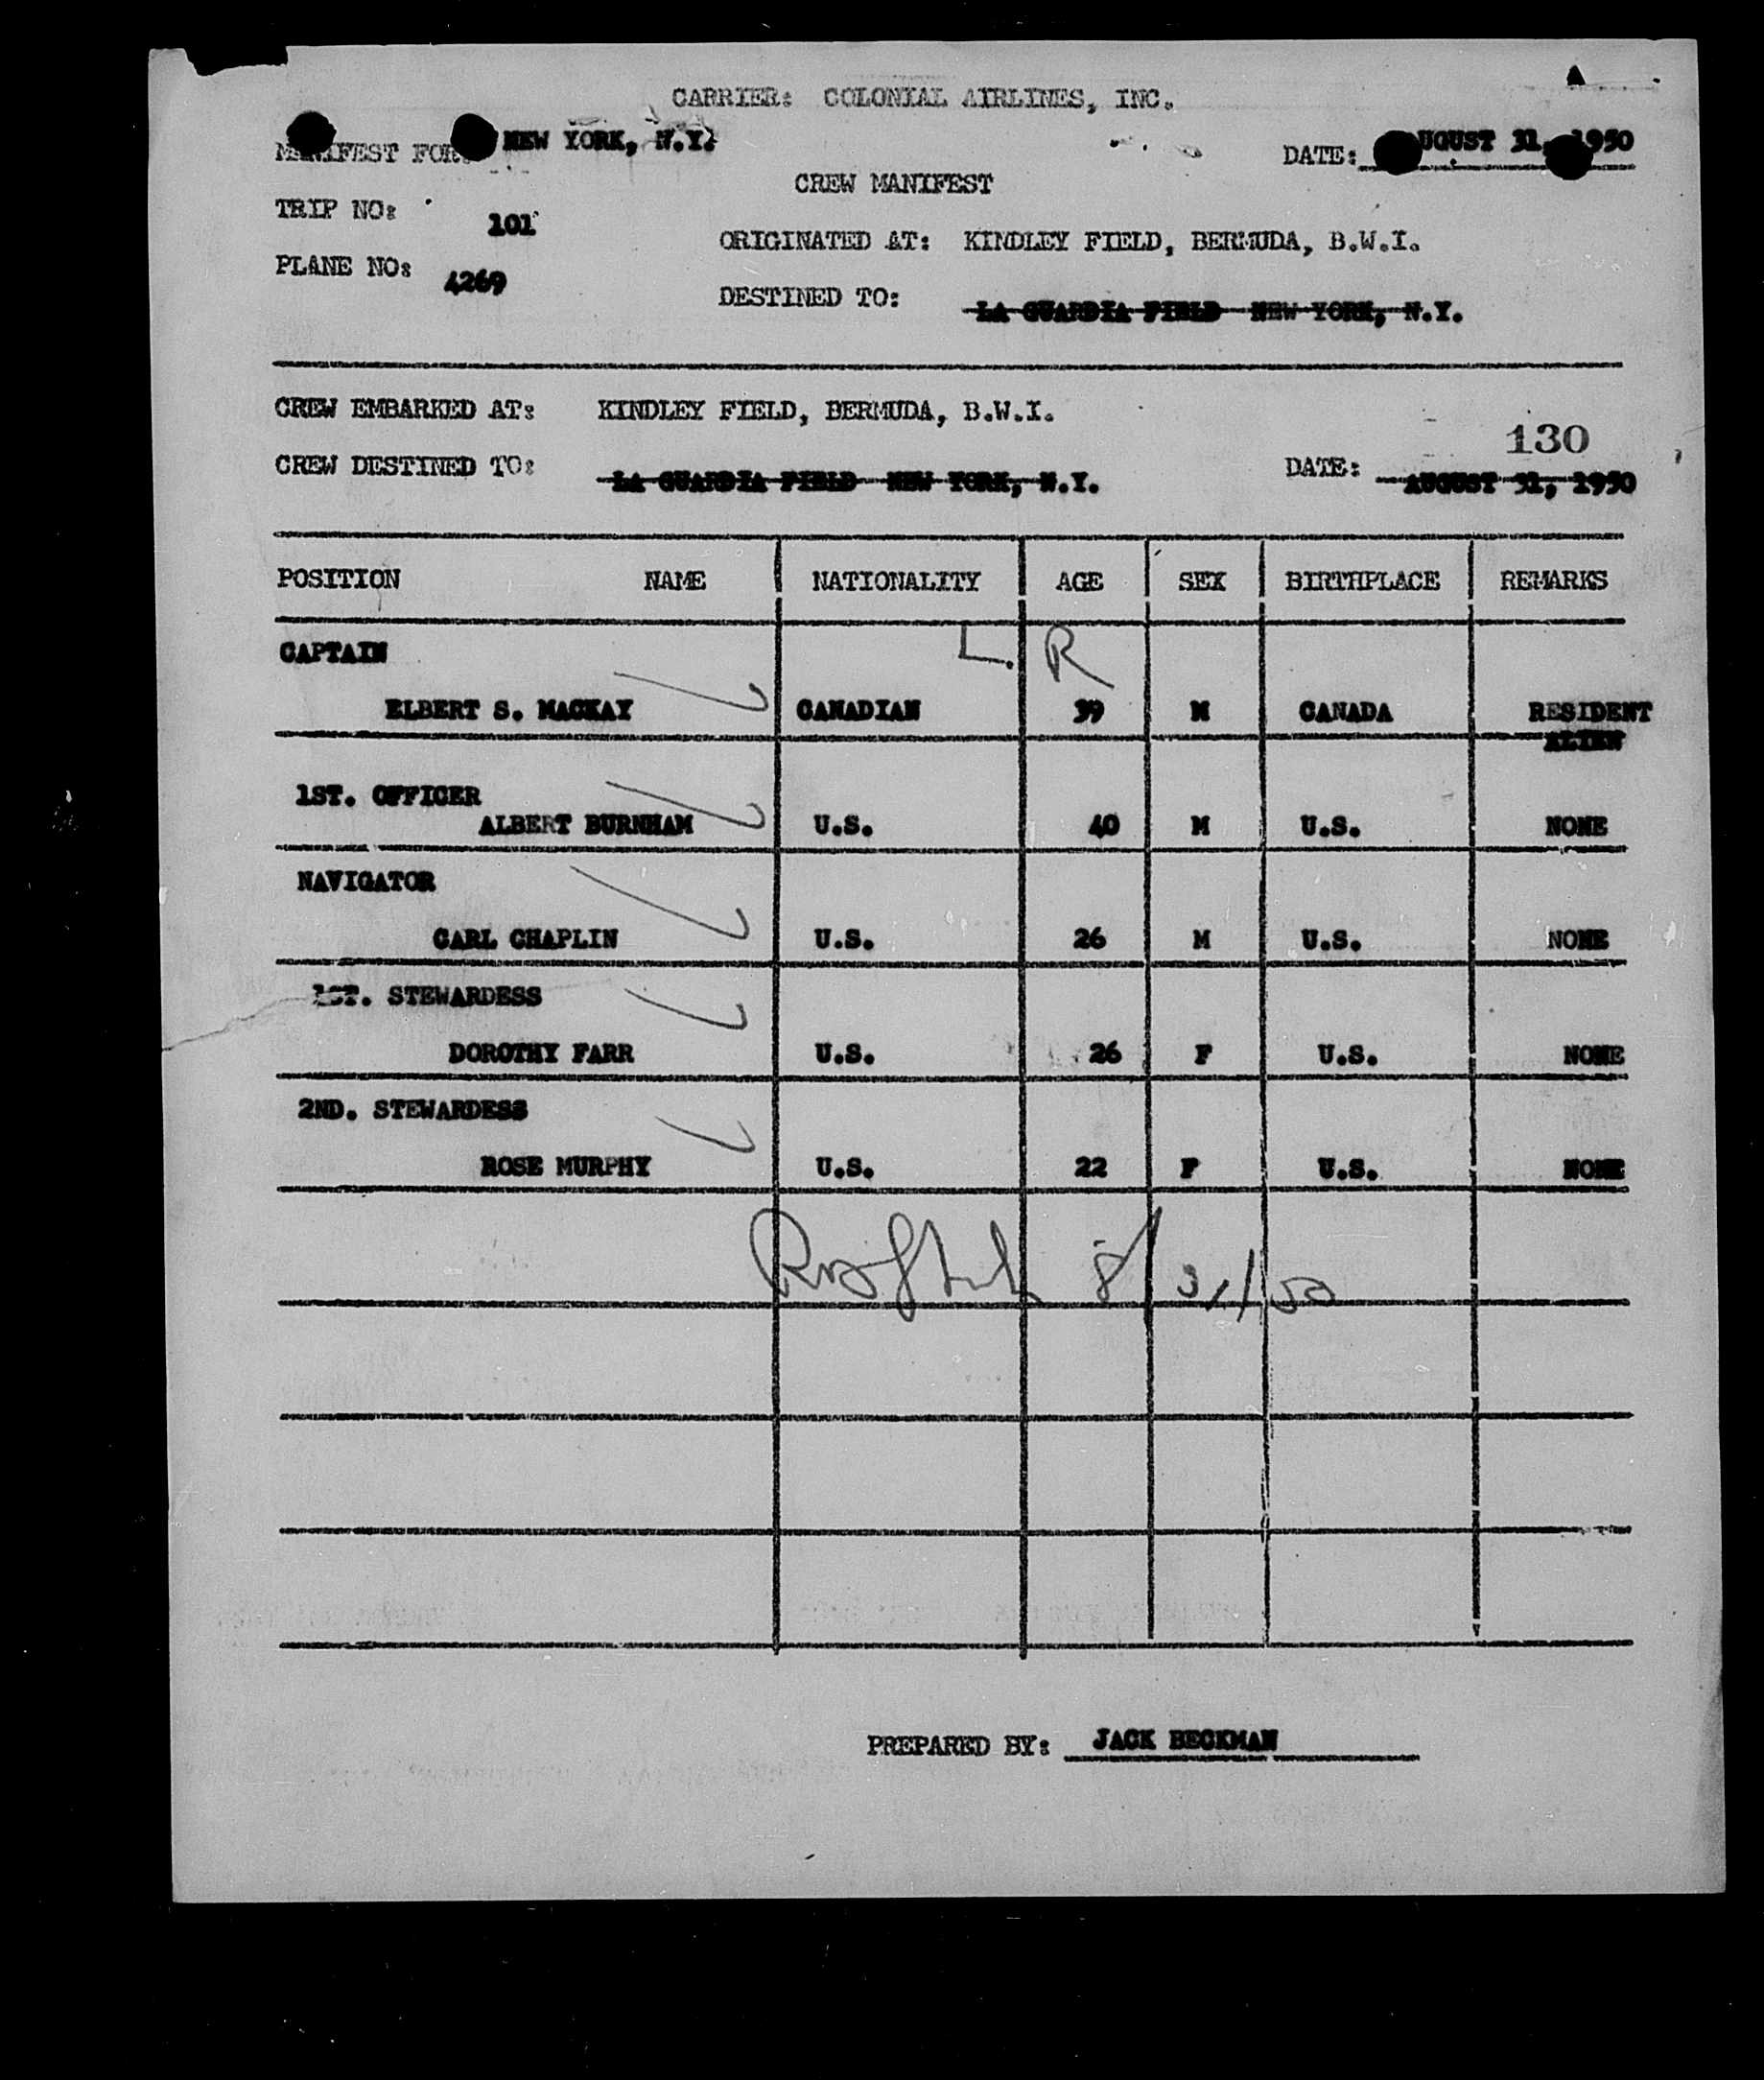 A
CARRIER: COLONIAL AIRLINES, INC.
MANIFEST FOR: NEW YORK, N.Y. DATE: AUGUST 31, 1950
CREW MANIFEST
TRIP NO: 101
ORIGINATED AT: KINDLEY FIELD, BERMUDA, B.W.I.
PLANE NO: 4269
DESTINED TO: LA GUARDIA FIELD NEW YORK, N.Y.
CREW EMBARKED AT: KINDLEY FIELD, BERMUDA, B.W.I.
130
CREW DESTINED TO: LA GUARDIA FIELD NEW YORK, N.Y. DATE: AUGUST 31, 1950
POSITION NAME NATIONALITY AGE SEX BIRTHPLACE REMARKS
L. R
CAPTAIN
ELBERT S. MACKAY CANADIAN 39 M CANADA RESIDENT
ALIEN
1ST. OFFICER
ALBERT BURNHAM U.S. 40 M U.S. NONE
NAVIGATOR
CARL CHAPLIN U.S. 26 M U.S. NONE
1ST. STEWARDESS
DOROTHY FARR U.S. 26 F U.S. NONE
2ND. STEWARDESS
ROSE MURPHY U.S. 22 F U.S. NONE
8/31/50
PREPARED BY: JACK BECKMAN